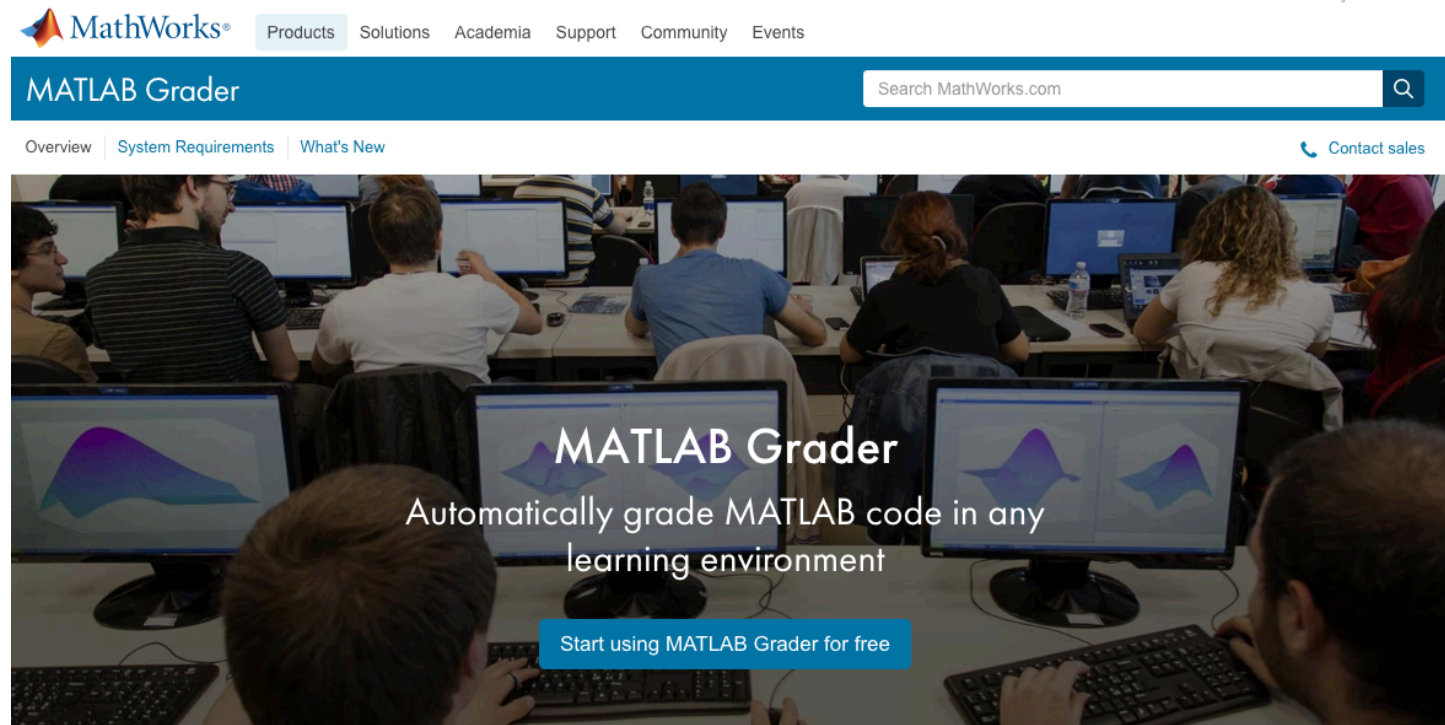 MathWorks®
Products Solutions Academia Support Community Events
MATLAB Grader
Search MathWorks.com
Overview System Requirements What's New
Contact sales
MATLAB Grader
Automatically grade MATLAB code in any
learning environment
Start using MATLAB Grader for free